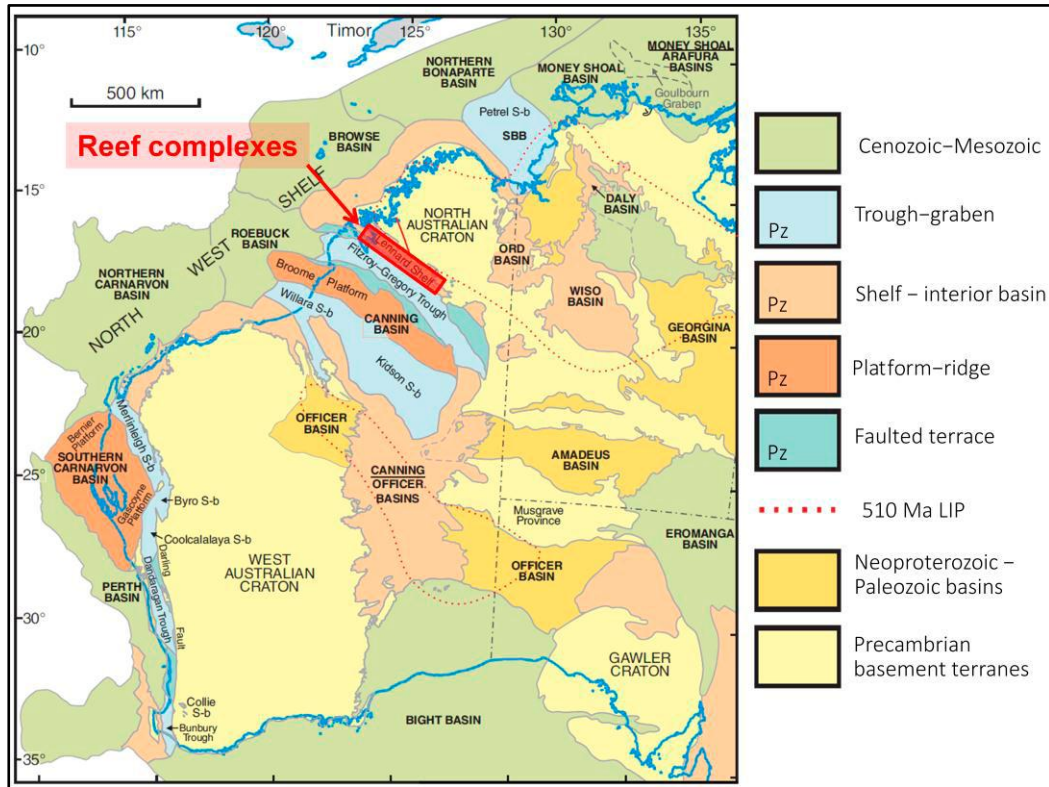 115°
120°
Timor
125°
130°
135°
10°
15°
20°
25°
30°
35°
500 km
Reef complexes
NORTHERN
BONAPARTE
BASIN
MONEY SHOAL
BASIN
MONEY SHOAL
ARAFURA
BASINS
Goulbourn
Graben
Petrel S-b
SBB
BROWSE
BASIN
NORTH WEST SHELF
ROEBUCK
BASIN
NORTHERN
CARNARVON
BASIN
NORTH
AUSTRALIAN
CRATON
Lennard Shelf
Fitzroy–Gregory Trough
Broome Platform
Willara S-b
CANNING
BASIN
Kidson S-b
ORD
BASIN
DALY
BASIN
WISO
BASIN
GEORGINA
BASIN
OFFICER
BASIN
CANNING
OFFICER
BASINS
AMADEUS
BASIN
Musgrave
Province
EROMANGA
BASIN
OFFICER
BASIN
Merlinleigh S-b
Bernier
Platform
SOUTHERN
CARNARVON
BASIN
Gascoyne
Platform
Byro S-b
Coolcalalaya S-b
Darling
Fault
Dandaragan Trough
PERTH
BASIN
WEST
AUSTRALIAN
CRATON
Collie
S-b
Bunbury
Trough
BIGHT BASIN
GAWLER
CRATON
Cenozoic–Mesozoic
Pz
Trough–graben
Pz
Shelf – interior basin
Pz
Platform–ridge
Pz
Faulted terrace
510 Ma LIP
Neoproterozoic –
Paleozoic basins
Precambrian
basement terranes